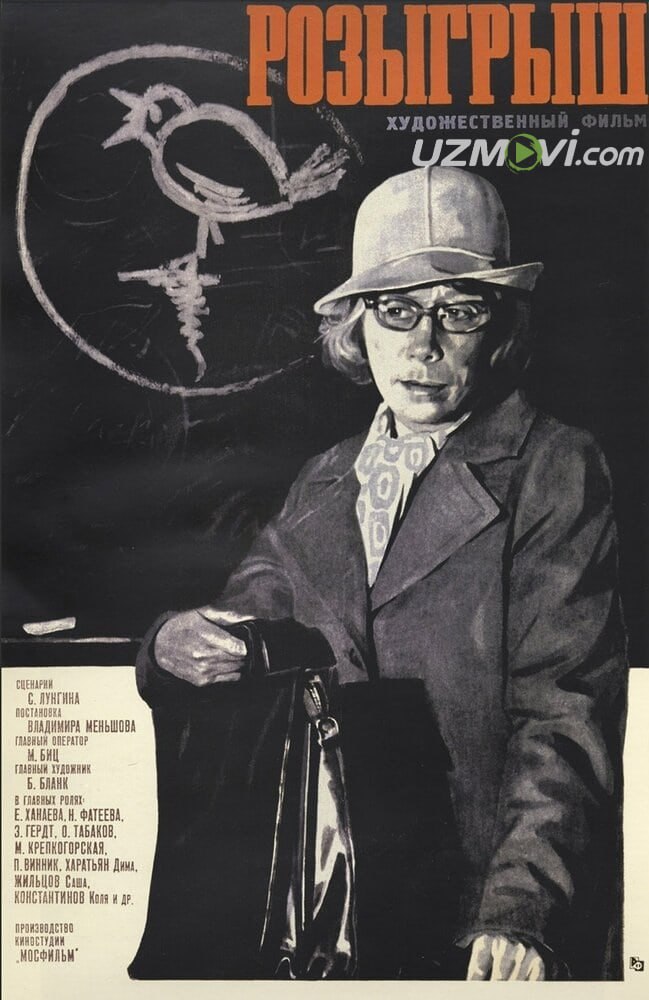 РОЗЫГРЫШ
ХУДОЖЕСТВЕННЫЙ ФИЛЬМ
UZMOVi.com
СЦЕНАРИЙ
С. ЛУНГИНА
ПОСТАНОВКА
ВЛАДИМИРА МЕНЬШОВА
ГЛАВНЫЙ ОПЕРАТОР
М. БИЦ
ГЛАВНЫЙ ХУДОЖНИК
Б. БЛАНК
В ГЛАВНЫХ РОЛЯХ:
Е. ХАНАЕВА, Н. ФАТЕЕВА,
З. ГЕРДТ, О. ТАБАКОВ,
М. КРЕПКОГОРСКАЯ,
П. ВИННИК, ХАРАТЬЯН Дима,
ЖИЛЬЦОВ Саша,
КОНСТАНТИНОВ Коля и др.
ПРОИЗВОДСТВО
КИНОСТУДИИ
„МОСФИЛЬМ"